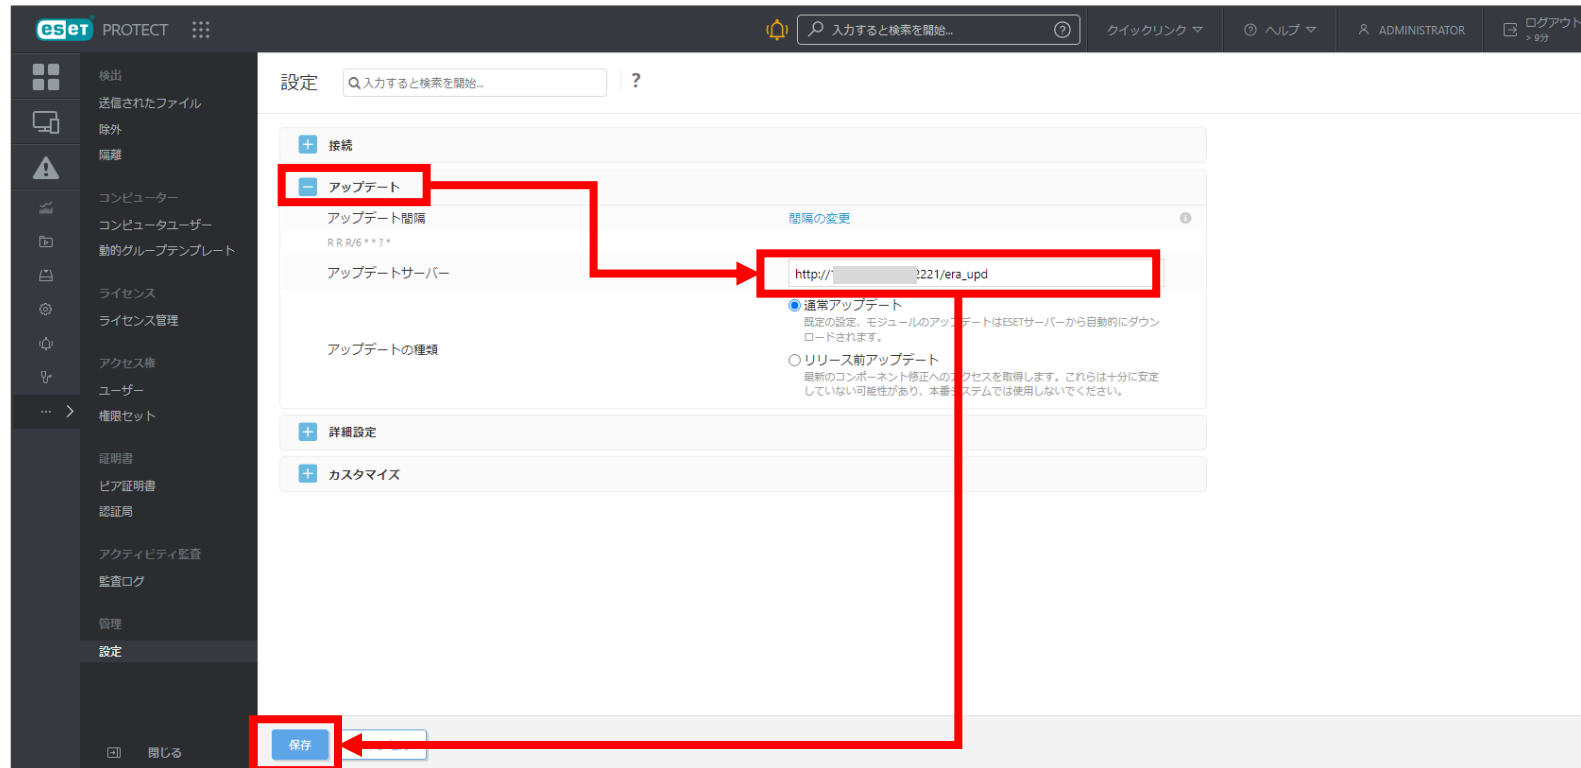 eset PROTECT
入力すると検索を開始...
クイックリンク
ヘルプ
ADMINISTRATOR
ログアウト
> 9分
検出
送信されたファイル
除外
隔離
コンピューター
コンピュータユーザー
動的グループテンプレート
ライセンス
ライセンス管理
アクセス権
ユーザー
権限セット
証明書
ピア証明書
認証局
アクティビティ監査
監査ログ
管理
設定
閉じる
設定
入力すると検索を開始...
?
接続
アップデート
アップデート間隔
間隔の変更
R R R/6 * * ? *
アップデートサーバー
http://
2221/era_upd
アップデートの種類
通常アップデート
既定の設定、モジュールのアップデートはESETサーバーから自動的にダウン
ロードされます。
リリース前アップデート
最新のコンポーネント修正へのアクセスを取得します。これらは十分に安定
していない可能性があり、本番システムでは使用しないでください。
詳細設定
カスタマイズ
保存